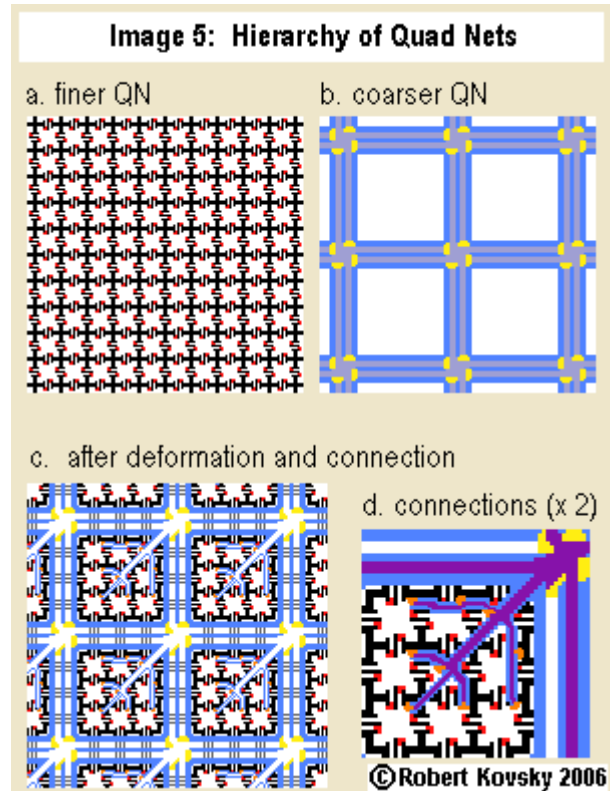 Image 5: Hierarchy of Quad Nets
a. finer QN
b. coarser QN
c. after deformation and connection
d. connections (x 2)
©Robert Kovsky 2006